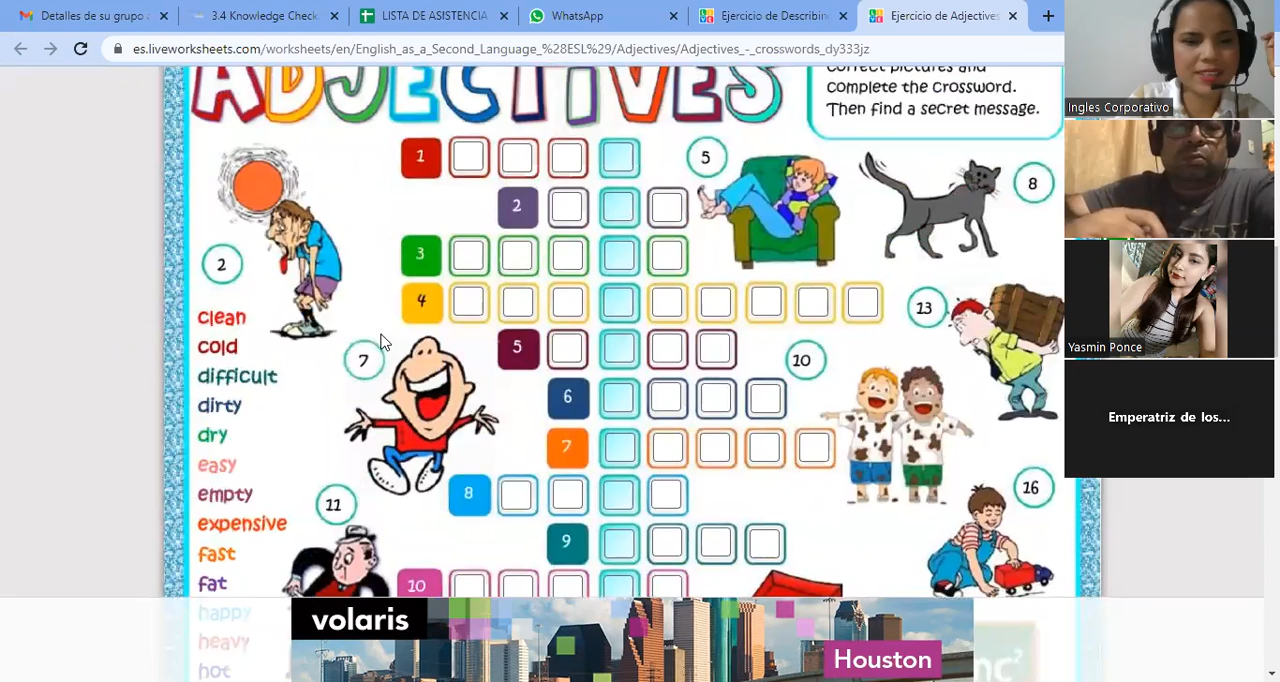 Detalles de su grupo
3.4 Knowledge Check
LISTA DE ASISTENCIA
WhatsApp
Ejercicio de Describin
Ejercicio de Adjectives
es.liveworksheets.com/worksheets/en/English_as_a_Second_Language_%28ESL%29/Adjectives/Adjectives_-_crosswords_dy333jz
ADJECTIVES
correct pictures and
complete the crossword.
Then find a secret message.
1
5
8
2
2
3
4
13
7
5
10
6
7
8
11
16
9
10
clean
cold
difficult
dirty
dry
easy
empty
expensive
fast
fat
happy
heavy
hot
volaris
Houston
Ingles Corporativo
Yasmin Ponce
Emperatriz de los...